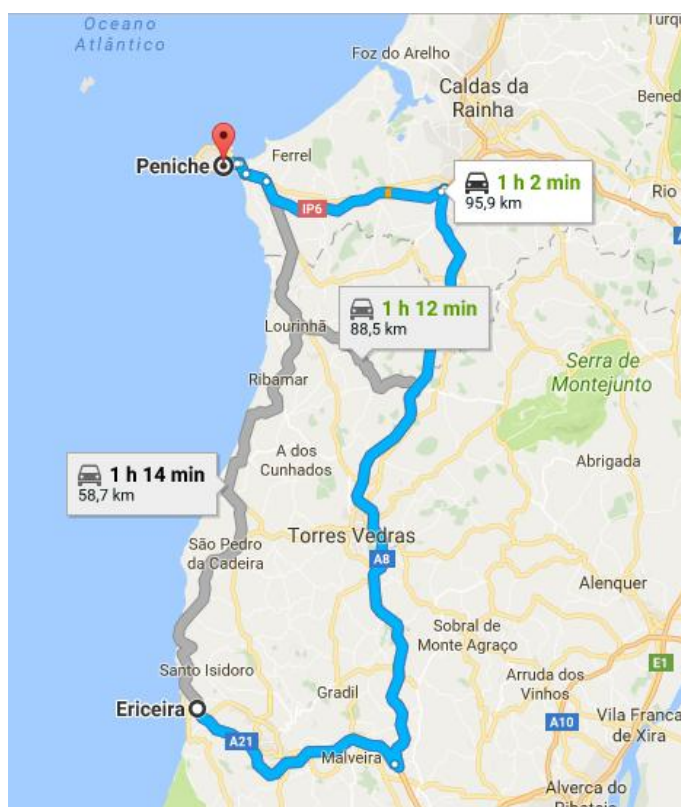 Oceano
Atlântico
Foz do Arelho
Caldas da
Rainha
Peniche
Ferrel
1 h 2 min
95,9 km
IP6
Rio
1 h 12 min
88,5 km
Lourinhã
Serra de
Montejunto
Ribamar
A dos
Cunhados
Abrigada
1 h 14 min
58,7 km
Torres Vedras
São Pedro
da Cadeira
A8
Alenquer
Sobral de
Monte Agraço
E1
Santo Isidoro
Arruda dos
Vinhos
Gradil
Ericeira
A10
Vila Franca
de Xira
A21
Malveira
Alverca do